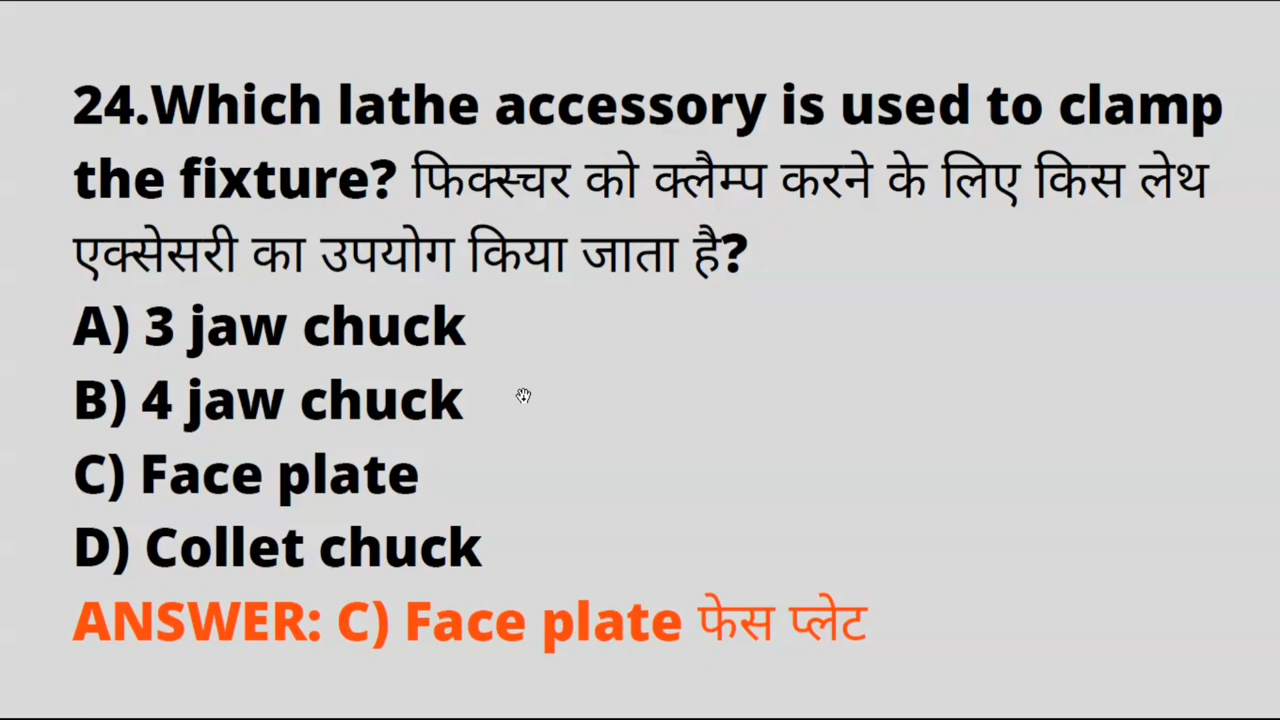 24.Which lathe accessory is used to clamp
the fixture? फिक्स्चर को क्लैम्प करने के लिए किस लेथ
एक्सेसरी का उपयोग किया जाता है?
A) 3 jaw chuck
B) 4 jaw chuck
C) Face plate
D) Collet chuck
ANSWER: C) Face plate फेस प्लेट